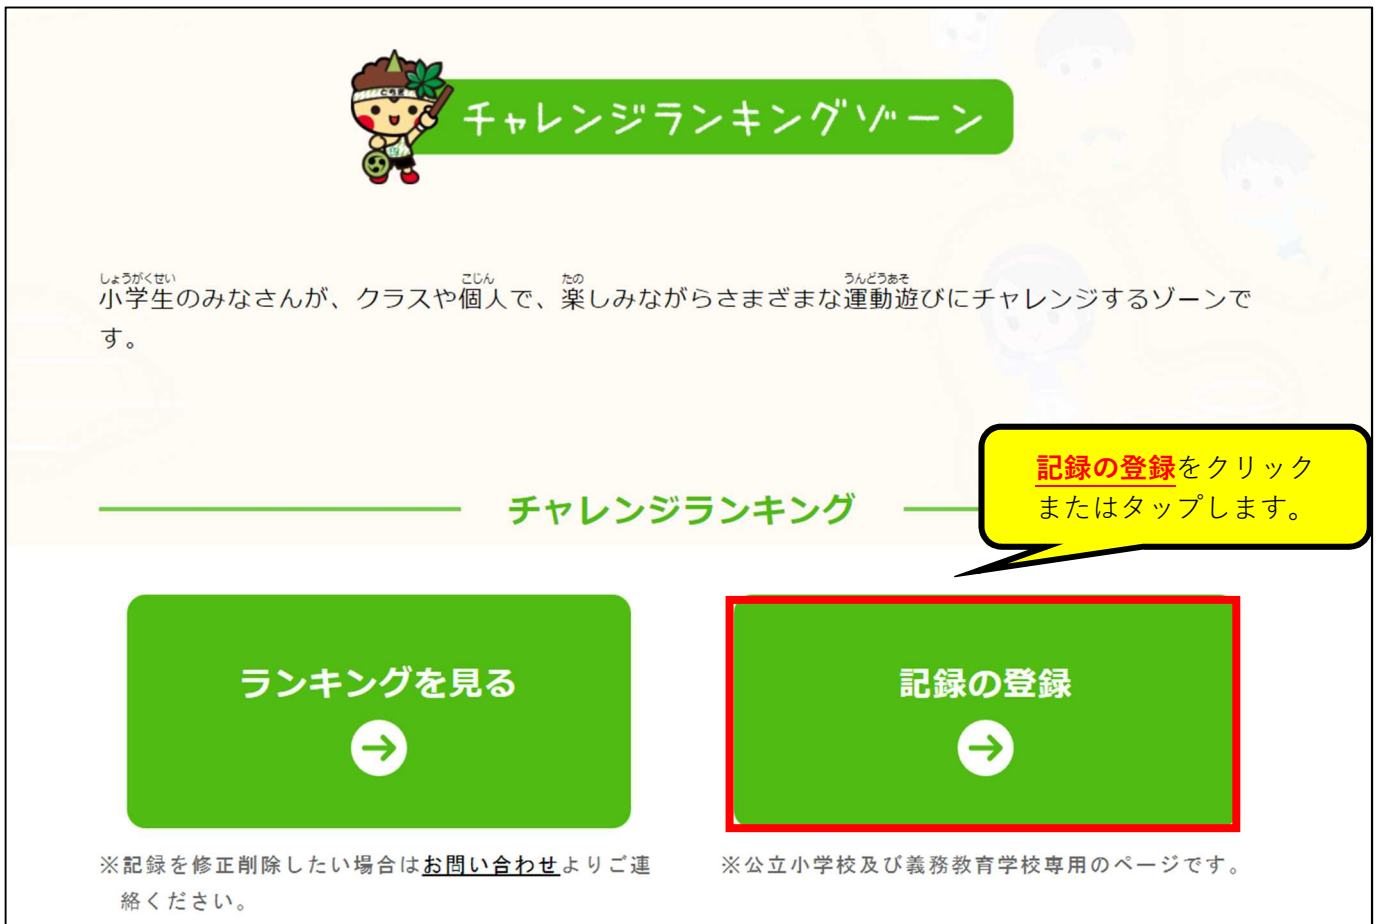 とちぎ
チャレンジランキングゾーン
しょうがくせい こじん たの うんどうあそ
小学生のみなさんが、クラスや個人で、楽しみながらさまざまな運動遊びにチャレンジするゾーンで
す。
記録の登録をクリック
またはタップします。
チャレンジランキング
ランキングを見る
記録の登録
※記録を修正削除したい場合はお問い合わせよりご連
絡ください。
※公立小学校及び義務教育学校専用のページです。